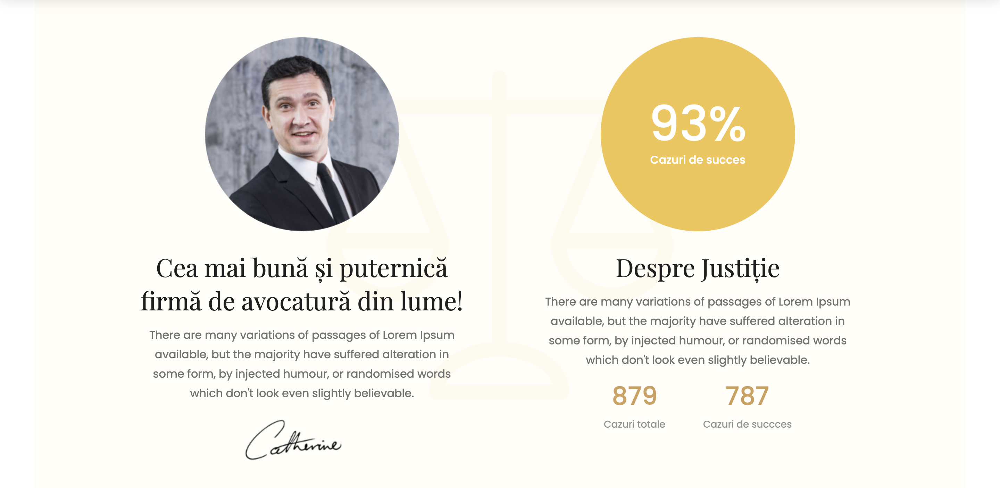 Cea mai bună și puternică
firmă de avocatură din lume!
There are many variations of passages of Lorem Ipsum
available, but the majority have suffered alteration in
some form, by injected humour, or randomised words
which don't look even slightly believable.
Catherine
93%
Cazuri de succes
Despre Justiție
There are many variations of passages of Lorem Ipsum
available, but the majority have suffered alteration in
some form, by injected humour, or randomised words
which don't look even slightly believable.
879 787
Cazuri totale Cazuri de succces